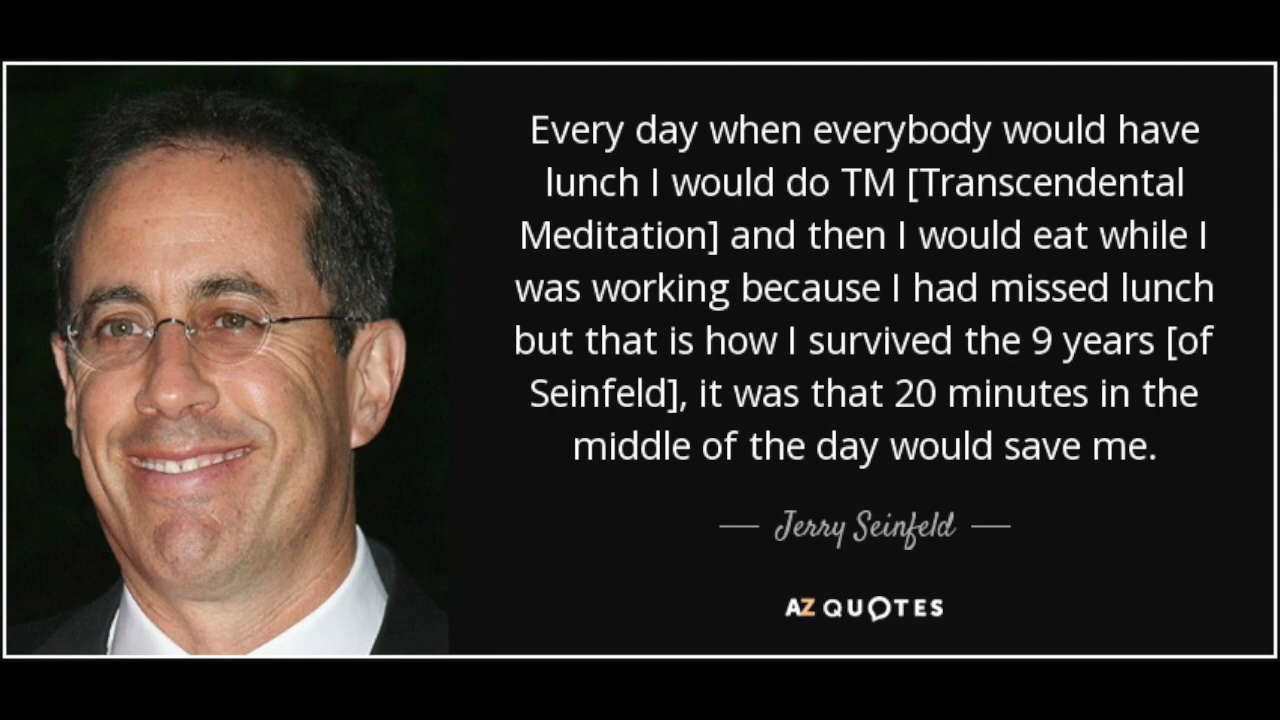 Every day when everybody would have
lunch I would do TM [Transcendental
Meditation] and then I would eat while I
was working because I had missed lunch
but that is how I survived the 9 years [of
Seinfeld], it was that 20 minutes in the
middle of the day would save me.
Jerry Seinfeld
AZ QUOTES